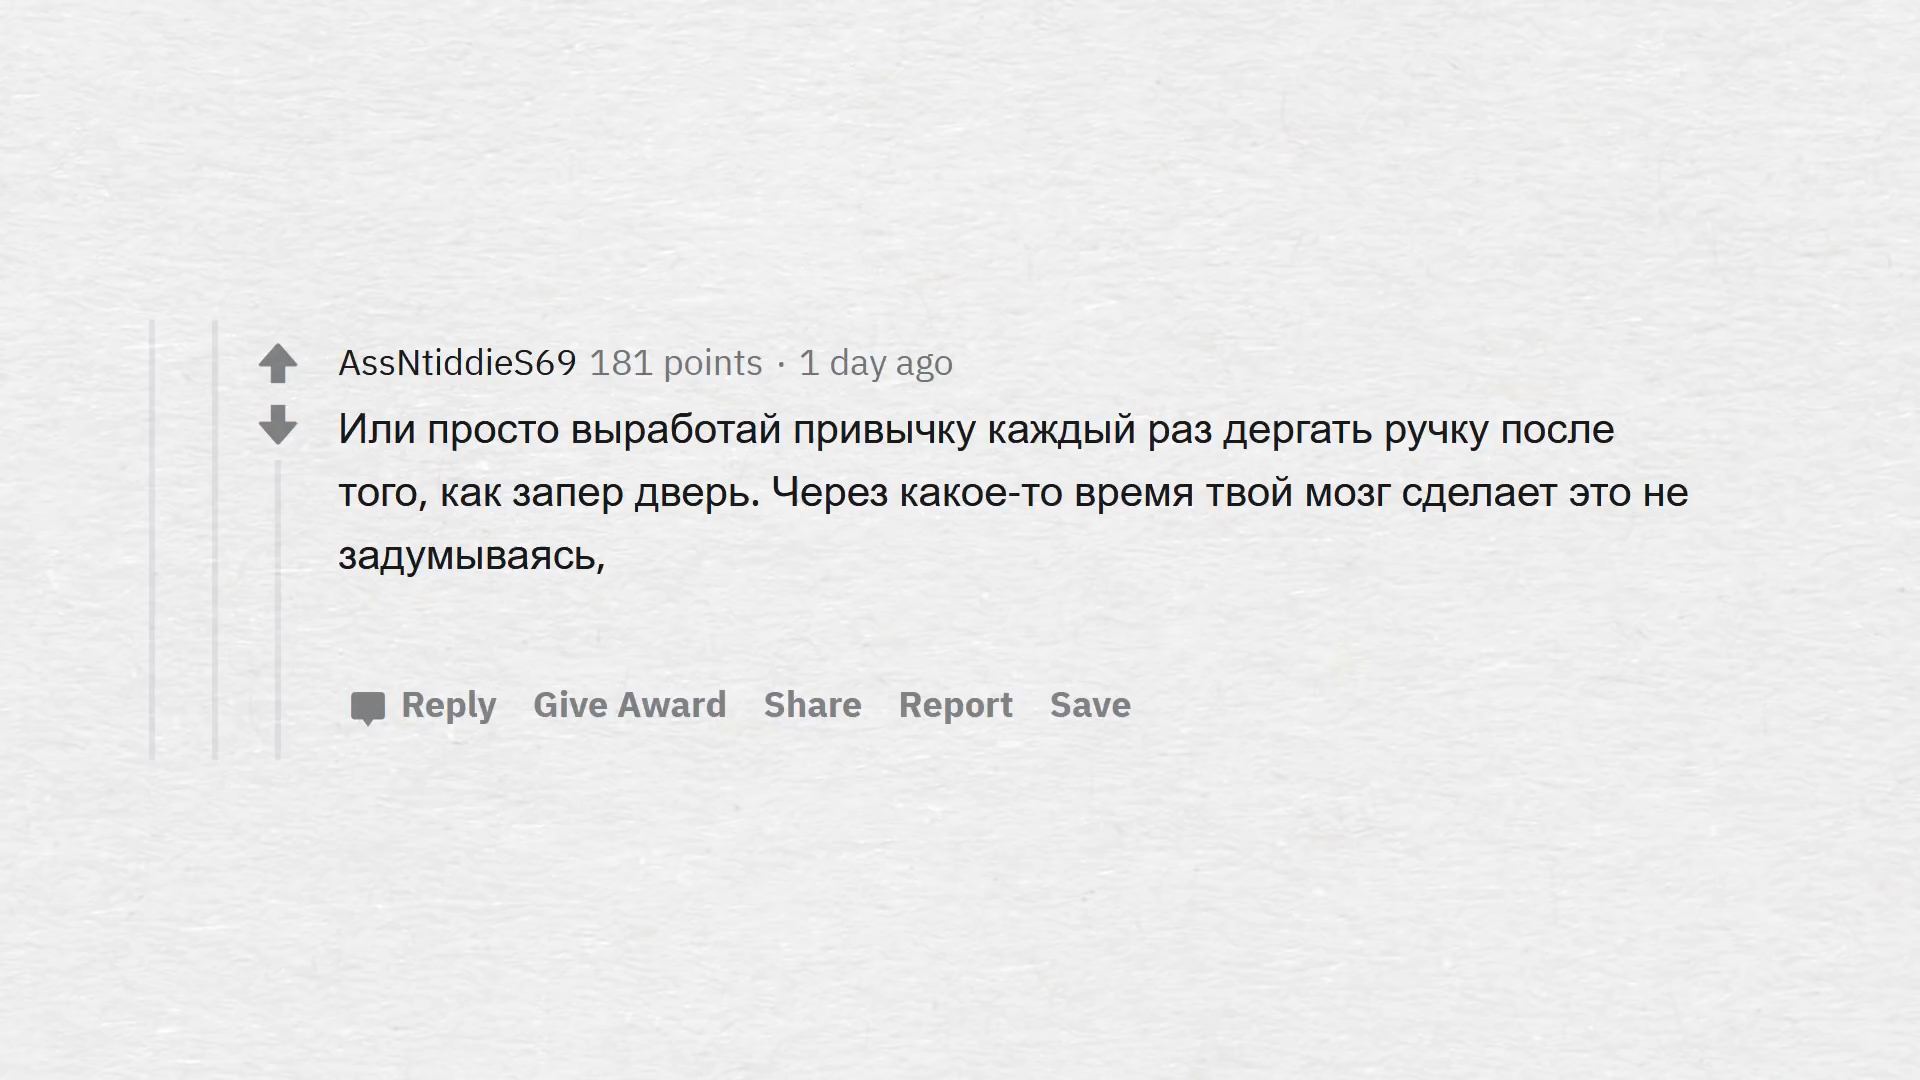 AssNtiddieS69 181 points · 1 day ago
Или просто выработай привычку каждый раз дергать ручку после
того, как запер дверь. Через какое-то время твой мозг сделает это не
задумываясь,
Reply Give Award Share Report Save